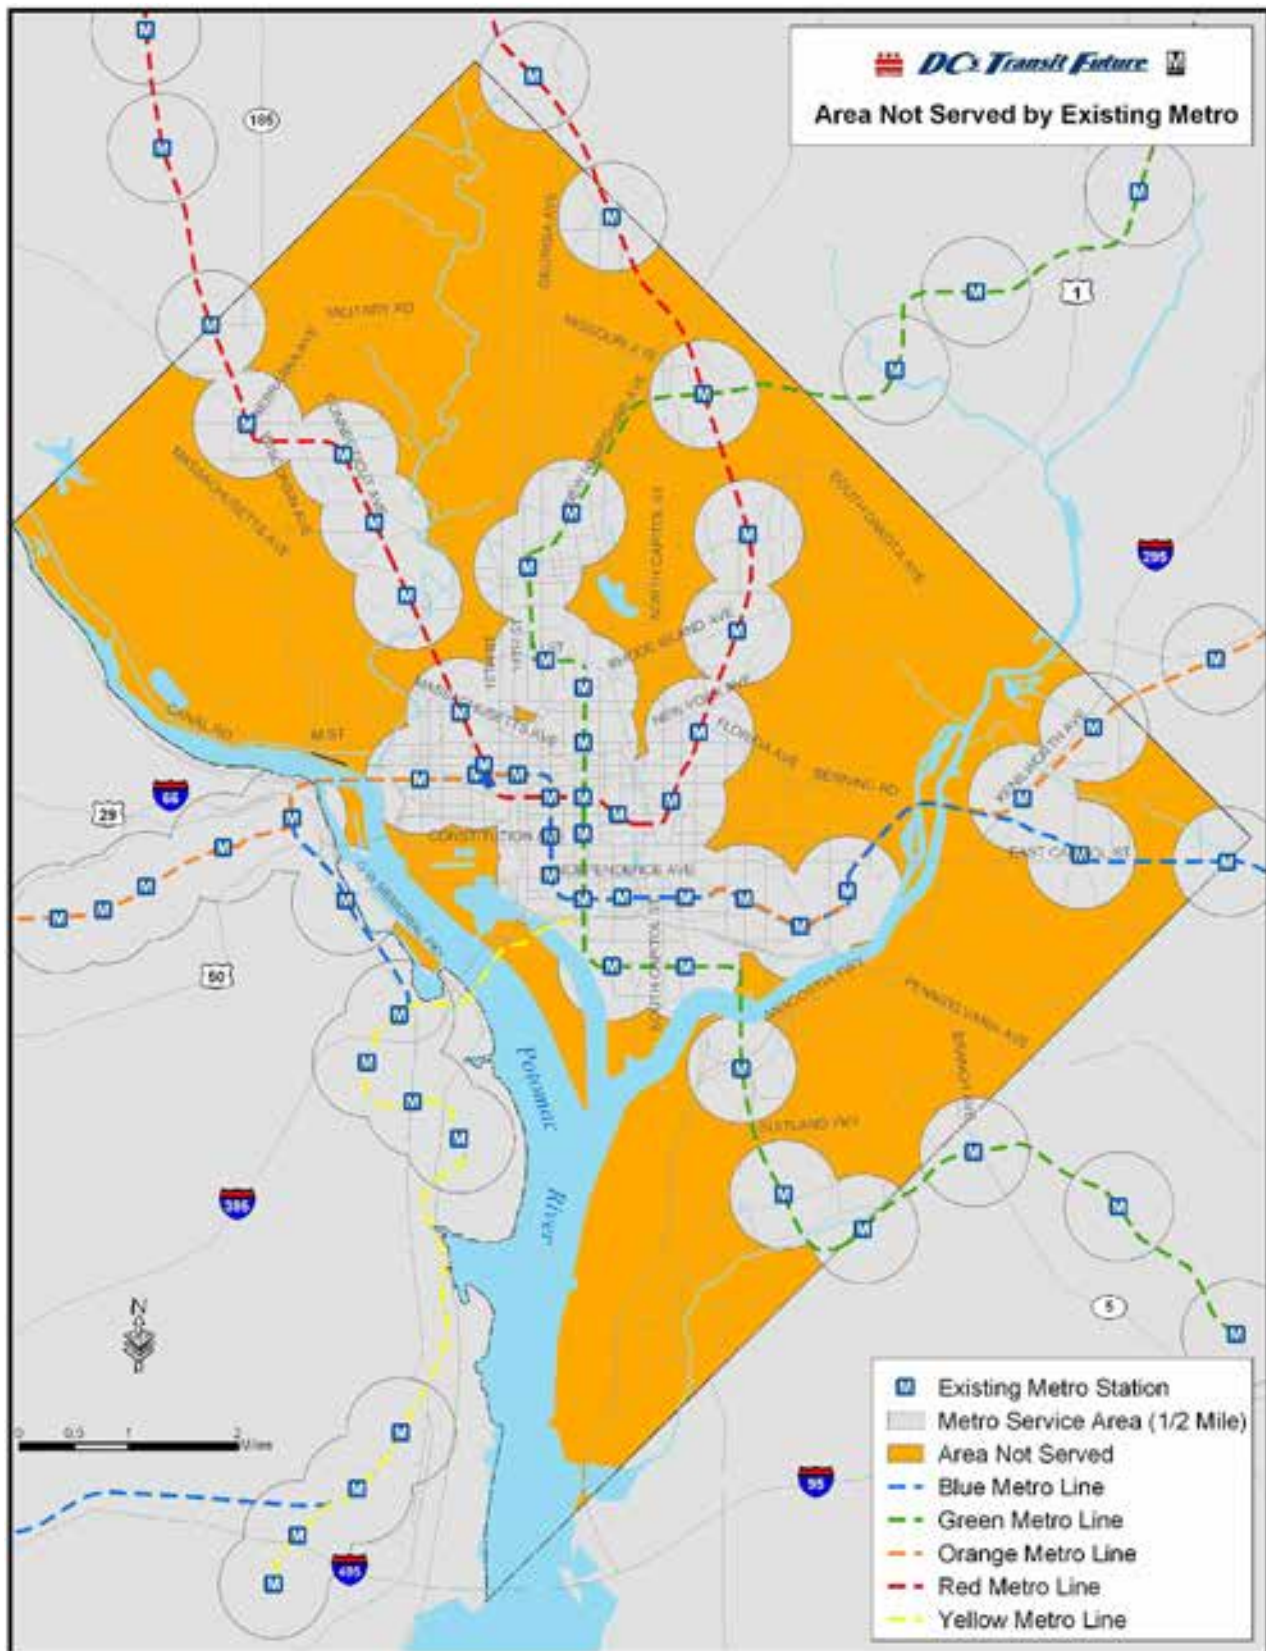 DC's Transit Future
Area Not Served by Existing Metro
185
1
GEORGIA AVE
MILITARY RD
CONNECTICUT AVE
WISCONSIN AVE
MASSACHUSETTS AVE
SOUTH DAKOTA AVE
NORTH CAPITOL ST
295
RHODE ISLAND AVE
MASSACHUSETTS AVE
NEW YORK AVE
FLORIDA AVE
CANAL RD
M ST
BENNING RD
KENILWORTH AVE
66
29
CONSTITUTION
EAST CAPITOL ST
INDEPENDENCE AVE
50
SOUTH CAPITOL ST
ANACOSTIA PKWY
PENNSYLVANIA AVE
BRANCH AVE
SUITLAND PKY
Potomac
River
395
5
N
0 0.5 1 2
Miles
95
495
Existing Metro Station
Metro Service Area (1/2 Mile)
Area Not Served
Blue Metro Line
Green Metro Line
Orange Metro Line
Red Metro Line
Yellow Metro Line